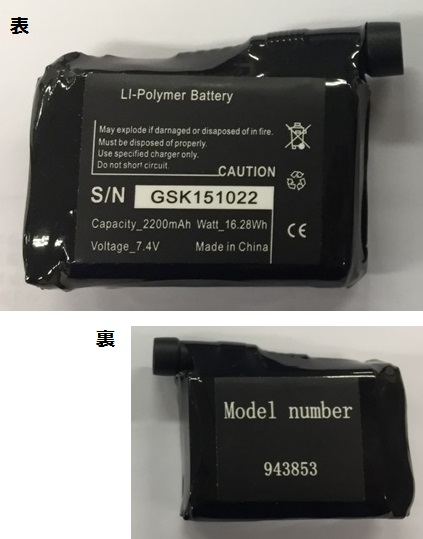 表
LI-Polymer Battery
May explode if damaged or disaposed of in fire.
Must be disposed of properly.
Use specified charger only.
Do not short circuit.
CAUTION
S/N GSK151022
Capacity_2200mAh Watt_16.28Wh
Voltage_7.4V Made in China
CE
裏
Model number
943853